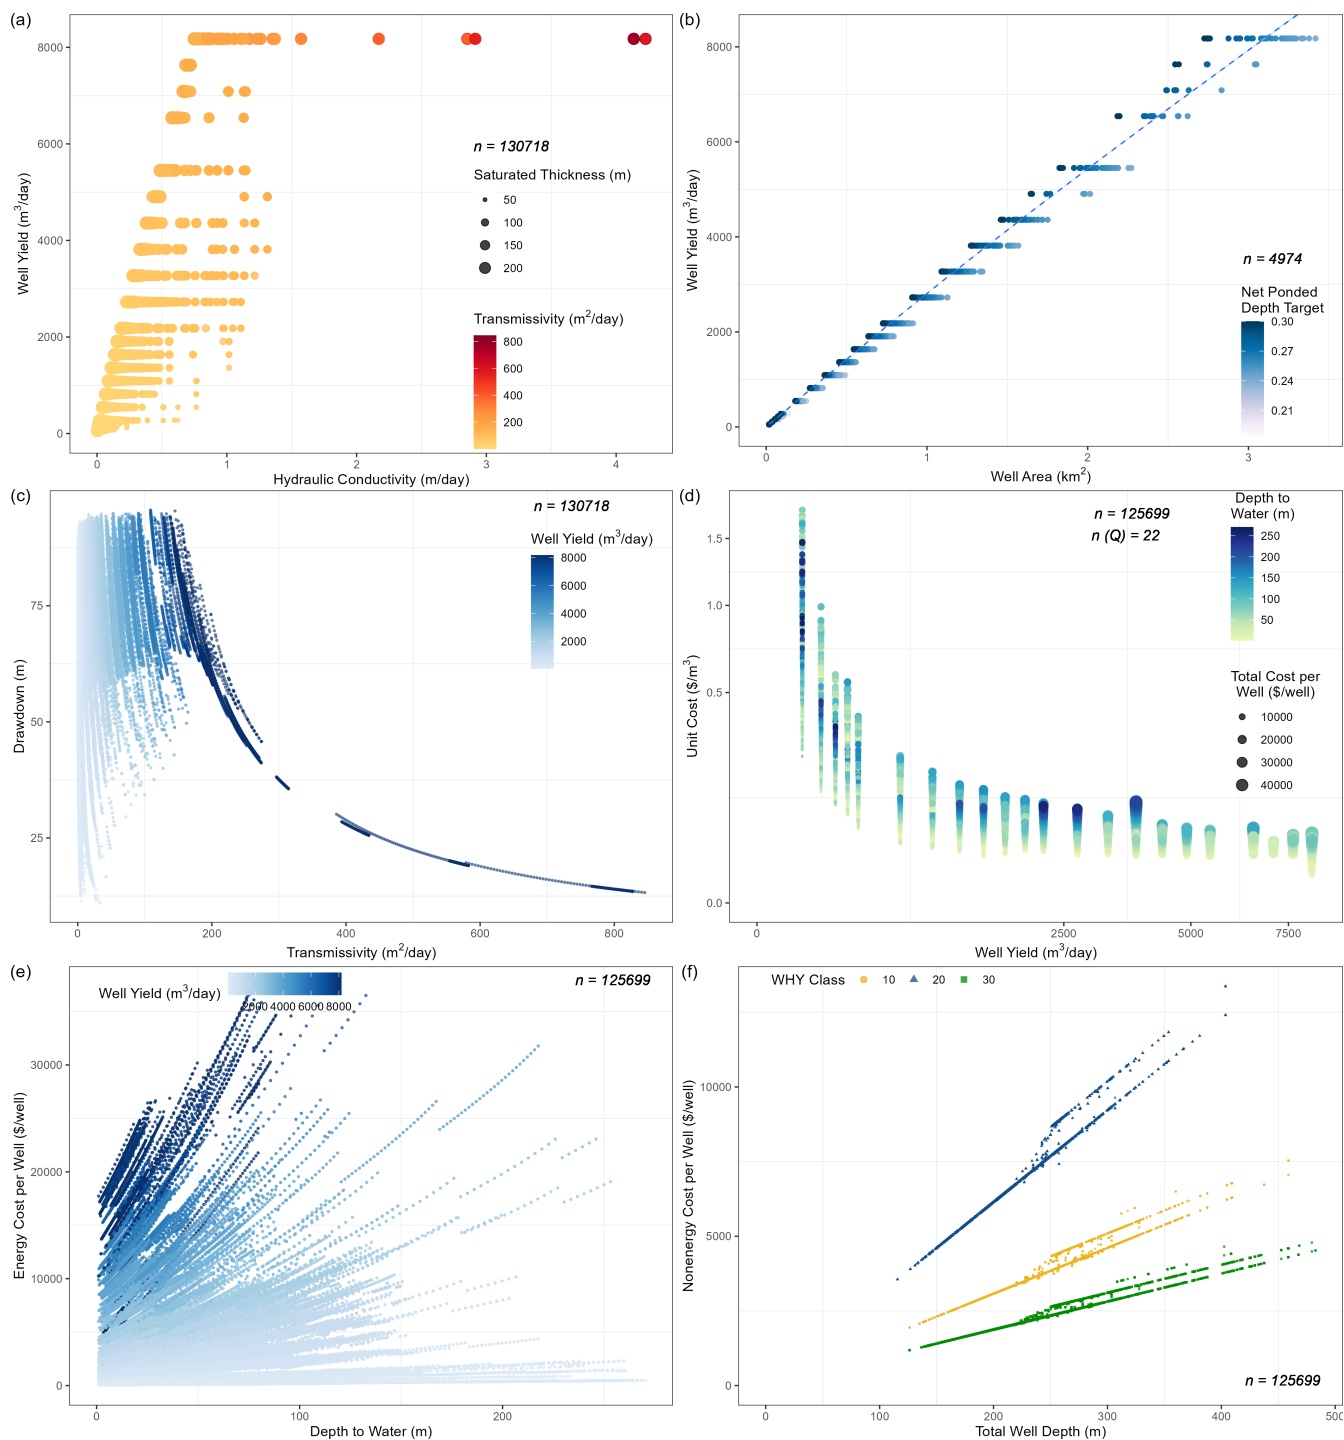 (a)
8000
6000
4000
2000
0
Well Yield (m³/day)
n = 130718
Saturated Thickness (m)
50
100
150
200
Transmissivity (m²/day)
800
600
400
200
0 1 2 3 4
Hydraulic Conductivity (m/day)
(b)
8000
6000
4000
2000
0
Well Yield (m³/day)
n = 4974
Net Ponded
Depth Target
0.30
0.27
0.24
0.21
0 1 2 3
Well Area (km²)
(c)
75
50
25
Drawdown (m)
n = 130718
Well Yield (m³/day)
8000
6000
4000
2000
0 200 400 600 800
Transmissivity (m²/day)
(d)
1.5
1.0
0.5
0.0
Unit Cost ($/m³)
n = 125699
n (Q) = 22
Depth to
Water (m)
250
200
150
100
50
Total Cost per
Well ($/well)
10000
20000
30000
40000
0 2500 5000 7500
Well Yield (m³/day)
(e)
Well Yield (m³/day)
2000 4000 6000 8000
n = 125699
30000
20000
10000
0
Energy Cost per Well ($/well)
0 100 200
Depth to Water (m)
(f)
WHY Class 10 20 30
10000
5000
0
Nonenergy Cost per Well ($/well)
n = 125699
0 100 200 300 400 500
Total Well Depth (m)